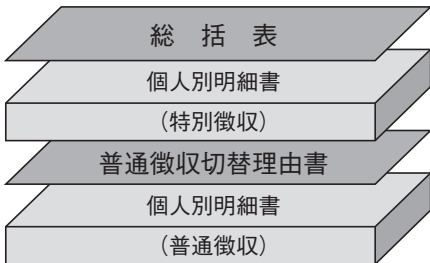 総括表
個人別明細書
（特別徴収）
普通徴収切替理由書
個人別明細書
（普通徴収）